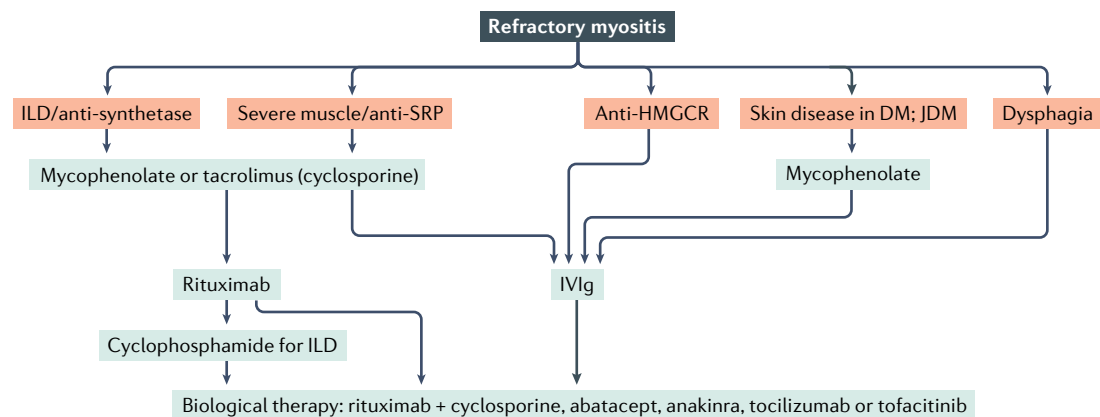 Refractory myositis
ILD/anti-synthetase
Severe muscle/anti-SRP
Anti-HMGCR
Skin disease in DM; JDM
Dysphagia
Mycophenolate or tacrolimus (cyclosporine)
Mycophenolate
Rituximab
IVIg
Cyclophosphamide for ILD
Biological therapy: rituximab + cyclosporine, abatacept, anakinra, tocilizumab or tofacitinib